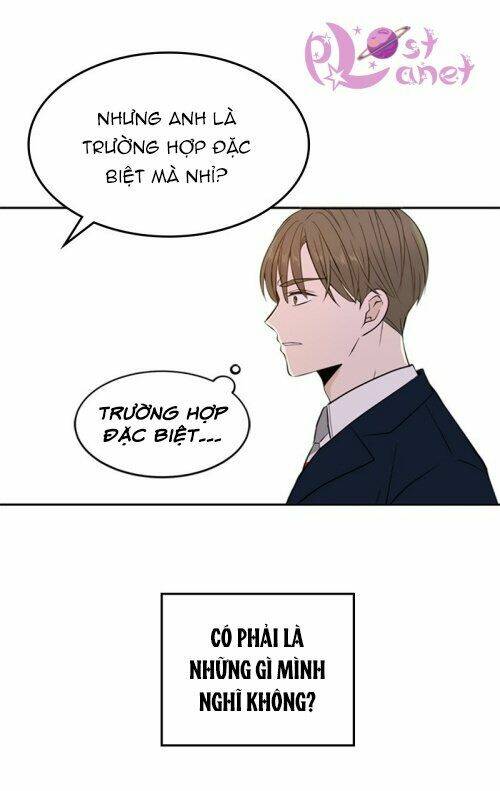 Lost
Planet
NHƯNG ANH LÀ
TRƯỜNG HỢP ĐẶC
BIỆT MÀ NHỈ?
TRƯỜNG HỢP
ĐẶC BIỆT...
CÓ PHẢI LÀ
NHỮNG GÌ MÌNH
NGHĨ KHÔNG?